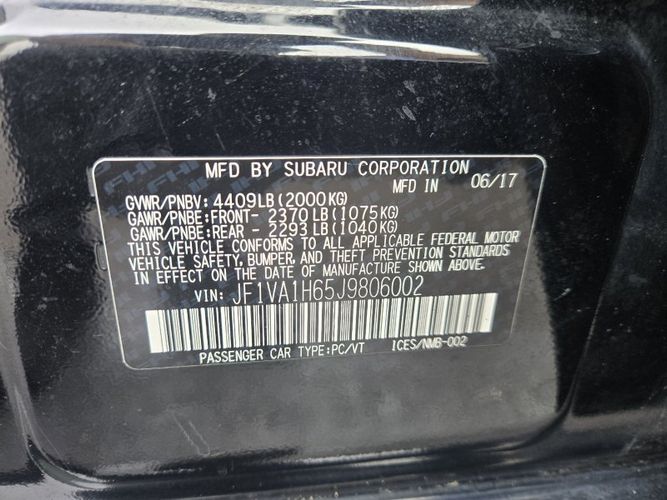 MFD BY SUBARU CORPORATION
MFD IN 06/17
GVWR/PNBV: 4409LB(2000KG)
GAWR/PNBE:FRONT- 2370LB(1075KG)
GAWR/PNBE:REAR - 2293LB(1040KG)
THIS VEHICLE CONFORMS TO ALL APPLICABLE FEDERAL MOTOR
VEHICLE SAFETY, BUMPER, AND THEFT PREVENTION STANDARDS
IN EFFECT ON THE DATE OF MANUFACTURE SHOWN ABOVE.
VIN: JF1VA1H65J9806002
PASSENGER CAR TYPE:PC/VT ICES/NMB-002